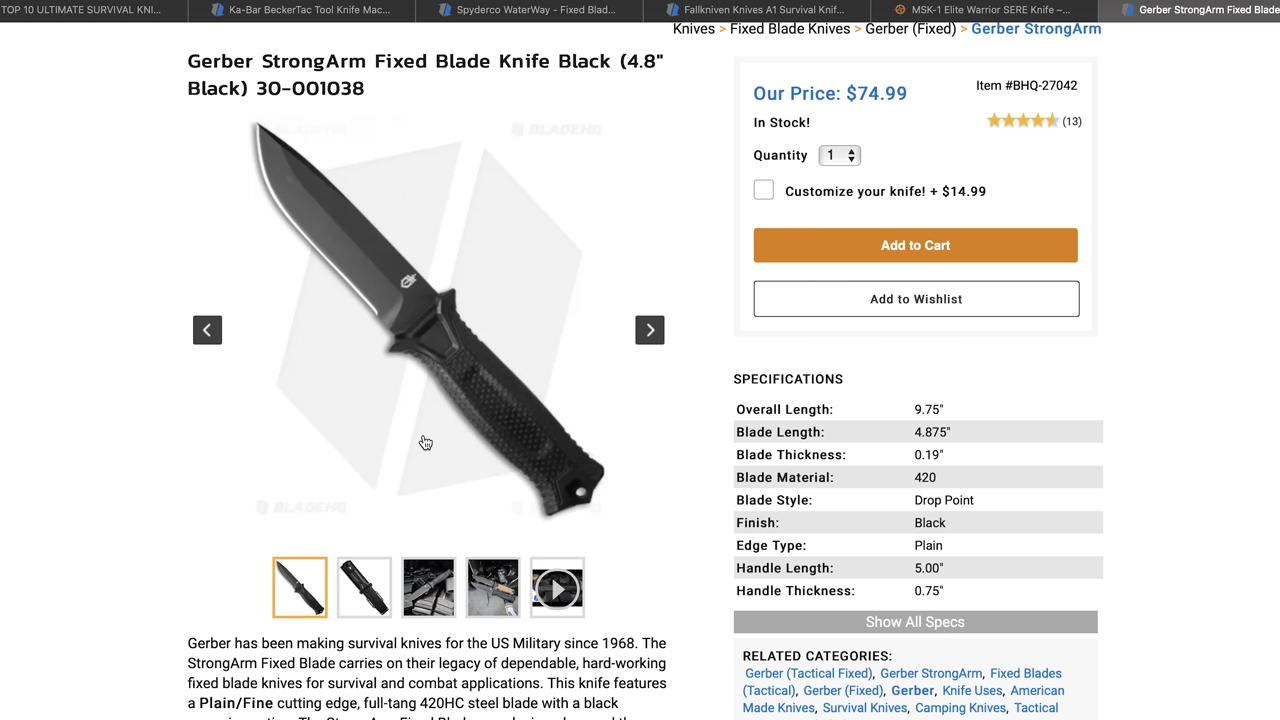 TOP 10 ULTIMATE SURVIVAL KNI...
Ka-Bar BeckerTac Tool Knife Mac...
Spyderco WaterWay - Fixed Blad...
Fallkniven Knives A1 Survival Knif...
MSK-1 Elite Warrior SERE Knife –...
Gerber StrongArm Fixed Blade
Knives > Fixed Blade Knives > Gerber (Fixed) > Gerber StrongArm
Gerber StrongArm Fixed Blade Knife Black (4.8"
Black) 30-001038
BLADEHQ
BLADEHQ
Our Price: $74.99
Item #BHQ-27042
In Stock!
(13)
Quantity 1
Customize your knife! + $14.99
Add to Cart
Add to Wishlist
SPECIFICATIONS
Overall Length: 9.75"
Blade Length: 4.875"
Blade Thickness: 0.19"
Blade Material: 420
Blade Style: Drop Point
Finish: Black
Edge Type: Plain
Handle Length: 5.00"
Handle Thickness: 0.75"
Show All Specs
RELATED CATEGORIES:
Gerber (Tactical Fixed), Gerber StrongArm, Fixed Blades
(Tactical), Gerber (Fixed), Gerber, Knife Uses, American
Made Knives, Survival Knives, Camping Knives, Tactical
Gerber has been making survival knives for the US Military since 1968. The
StrongArm Fixed Blade carries on their legacy of dependable, hard-working
fixed blade knives for survival and combat applications. This knife features
a Plain/Fine cutting edge, full-tang 420HC steel blade with a black